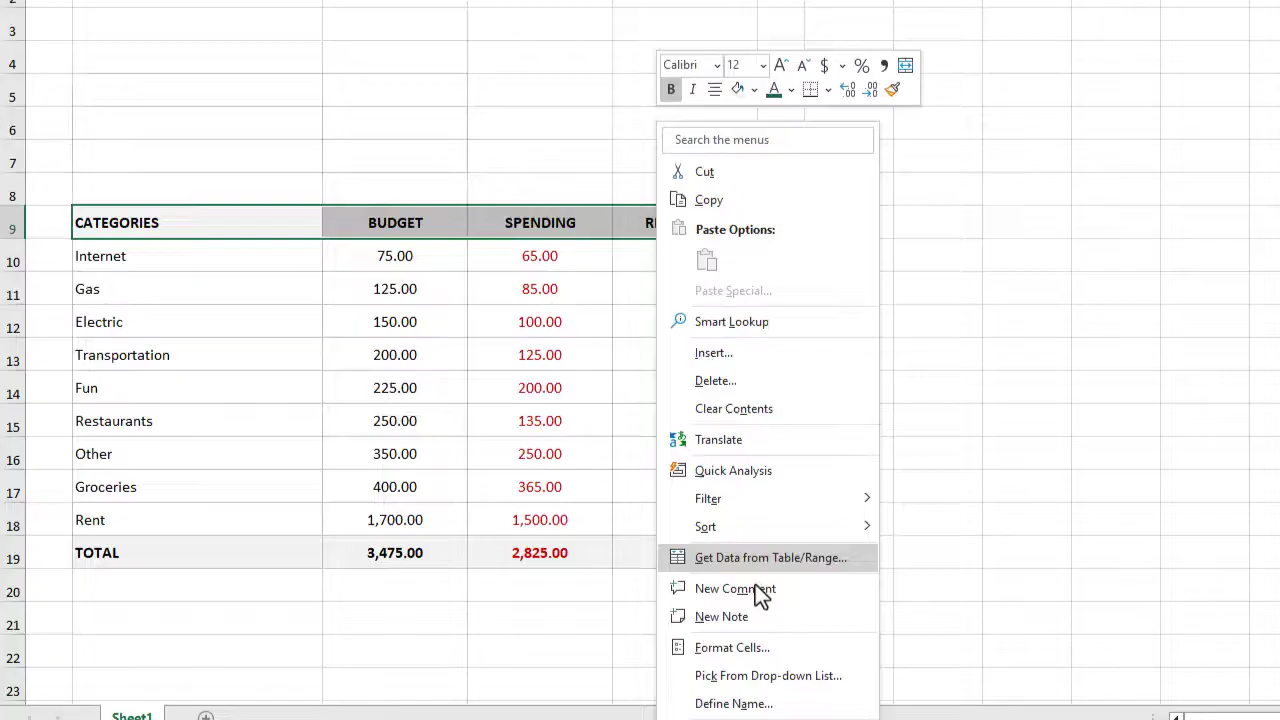 2
3
4
5
6
7
8
9
10
11
12
13
14
15
16
17
18
19
20
21
22
23
Calibri 12 A A $ % ,
B I A .00 .00
Search the menus
Cut
Copy
Paste Options:
Paste Special...
Smart Lookup
Insert...
Delete...
Clear Contents
Translate
Quick Analysis
Filter
Sort
Get Data from Table/Range...
New Comment
New Note
Format Cells...
Pick From Drop-down List...
Define Name...
CATEGORIES BUDGET SPENDING
Internet 75.00 65.00
Gas 125.00 85.00
Electric 150.00 100.00
Transportation 200.00 125.00
Fun 225.00 200.00
Restaurants 250.00 135.00
Other 350.00 250.00
Groceries 400.00 365.00
Rent 1,700.00 1,500.00
TOTAL 3,475.00 2,825.00
Sheet1